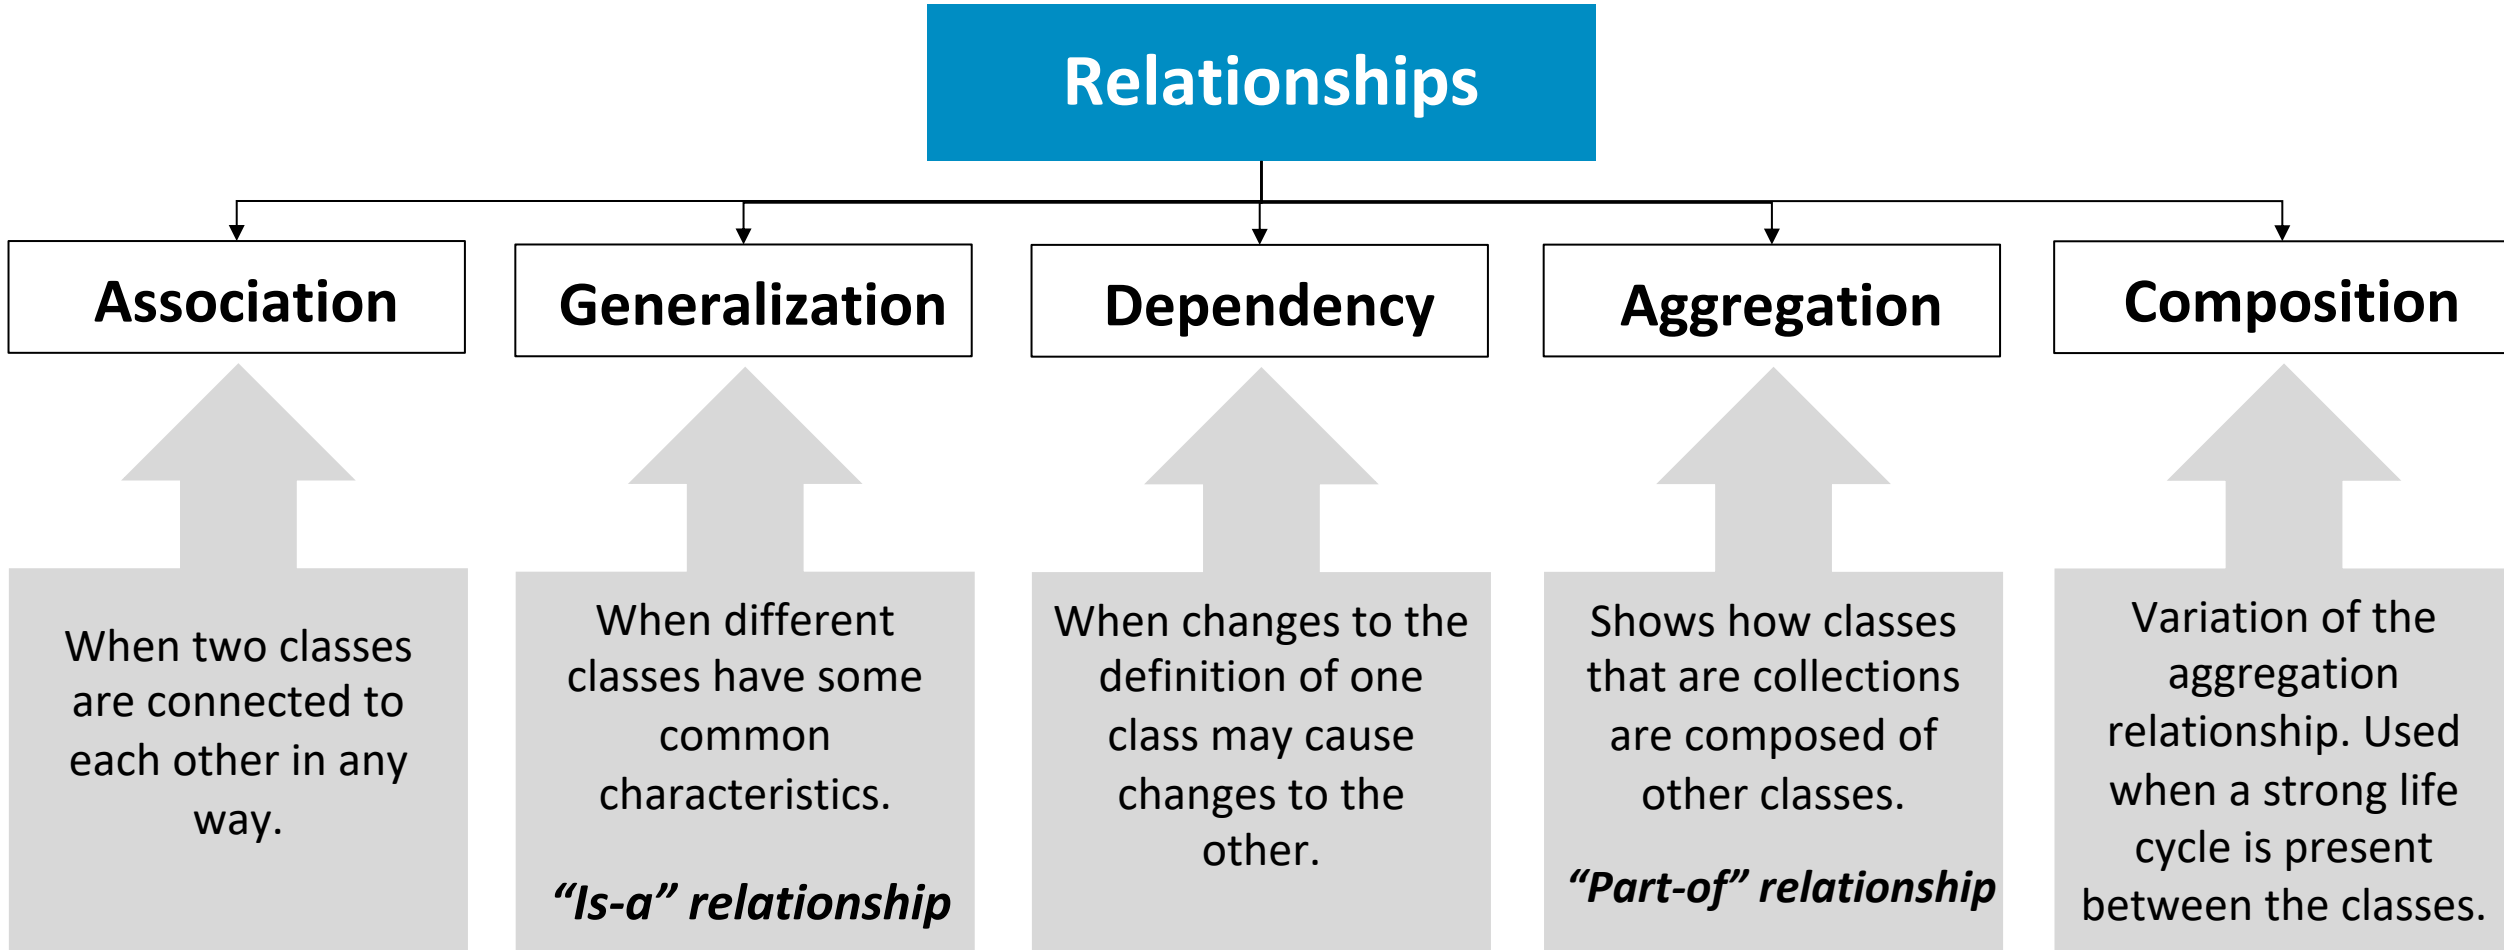 Relationships
Association
Generalization
Dependency
Aggregation
Composition
When two classes
are connected to
each other in any
way.
When different
classes have some
common
characteristics.
“Is-a” relationship
When changes to the
definition of one
class may cause
changes to the
other.
Shows how classes
that are collections
are composed of
other classes.
“Part-of” relationship
Variation of the
aggregation
relationship. Used
when a strong life
cycle is present
between the classes.